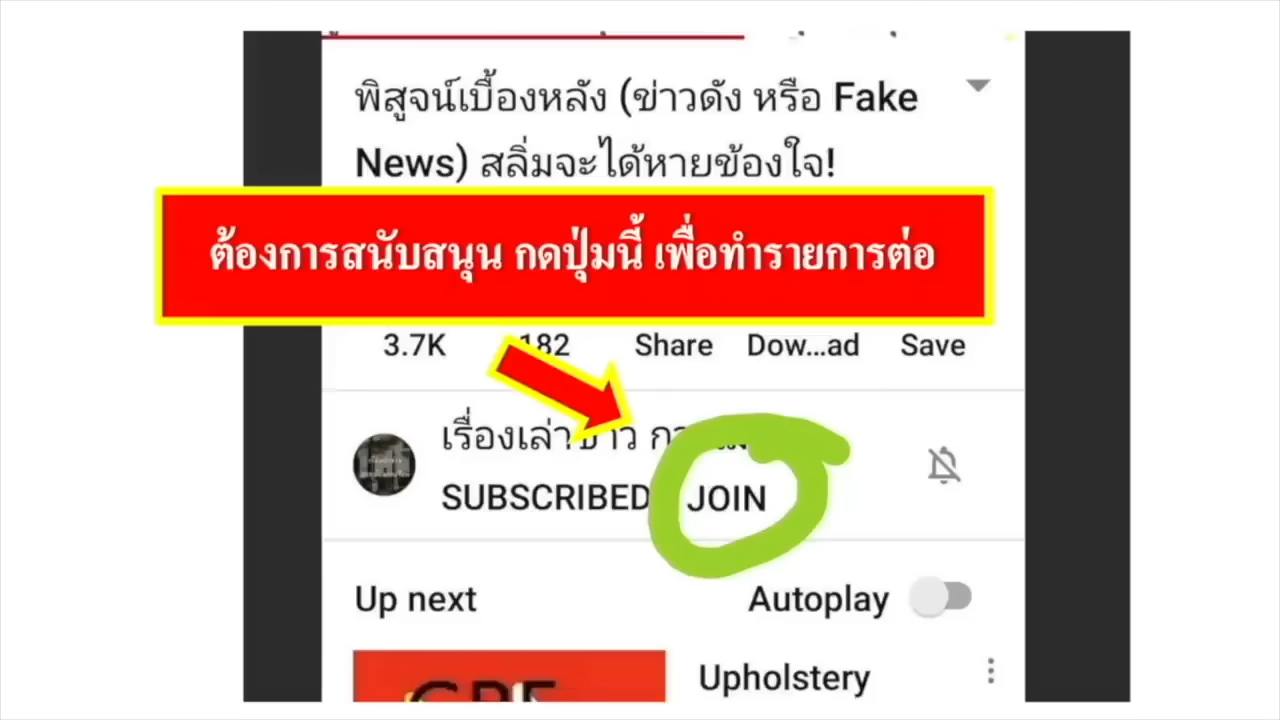 พิสูจน์เบื้องหลัง (ข่าวดัง หรือ Fake
News) สลิ่มจะได้หายข้องใจ!
ต้องการสนับสนุน กดปุ่มนี้ เพื่อทำรายการต่อ
3.7K 182 Share Dow...ad Save
เรื่องเล่าข่าว
SUBSCRIBED JOIN
Up next Autoplay
Upholstery